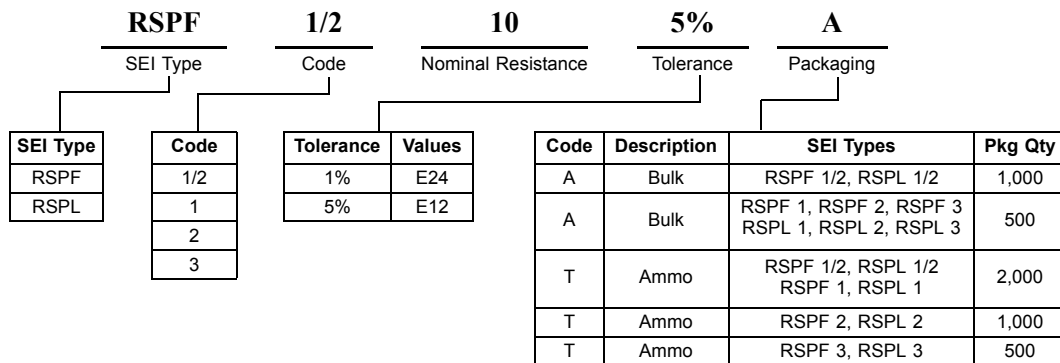 RSPF 1/2 10 5% A
SEI Type Code Nominal Resistance Tolerance Packaging
SEI Type
RSPF
RSPL
Code
1/2
1
2
3
Tolerance Values
1% E24
5% E12
Code Description SEI Types Pkg Qty
A Bulk RSPF 1/2, RSPL 1/2 1,000
A Bulk RSPF 1, RSPF 2, RSPF 3
RSPL 1, RSPL 2, RSPL 3 500
T Ammo RSPF 1/2, RSPL 1/2
RSPF 1, RSPL 1 2,000
T Ammo RSPF 2, RSPL 2 1,000
T Ammo RSPF 3, RSPL 3 500